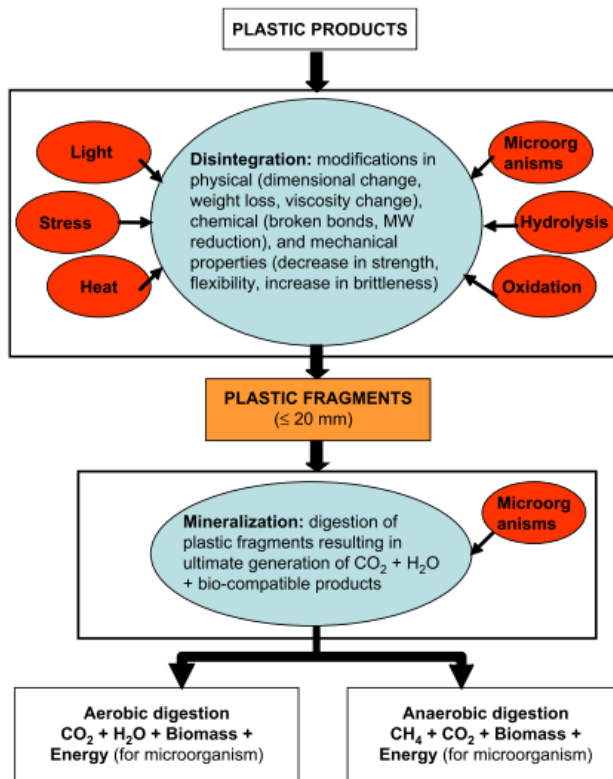 PLASTIC PRODUCTS
Light
Stress
Heat
Disintegration: modifications in
physical (dimensional change,
weight loss, viscosity change),
chemical (broken bonds, MW
reduction), and mechanical
properties (decrease in strength,
flexibility, increase in brittleness)
Microorg
anisms
Hydrolysis
Oxidation
PLASTIC FRAGMENTS
(≤ 20 mm)
Mineralization: digestion of
plastic fragments resulting in
ultimate generation of CO₂ + H₂O
+ bio-compatible products
Microorg
anisms
Aerobic digestion
CO₂ + H₂O + Biomass +
Energy (for microorganism)
Anaerobic digestion
CH₄ + CO₂ + Biomass +
Energy (for microorganism)